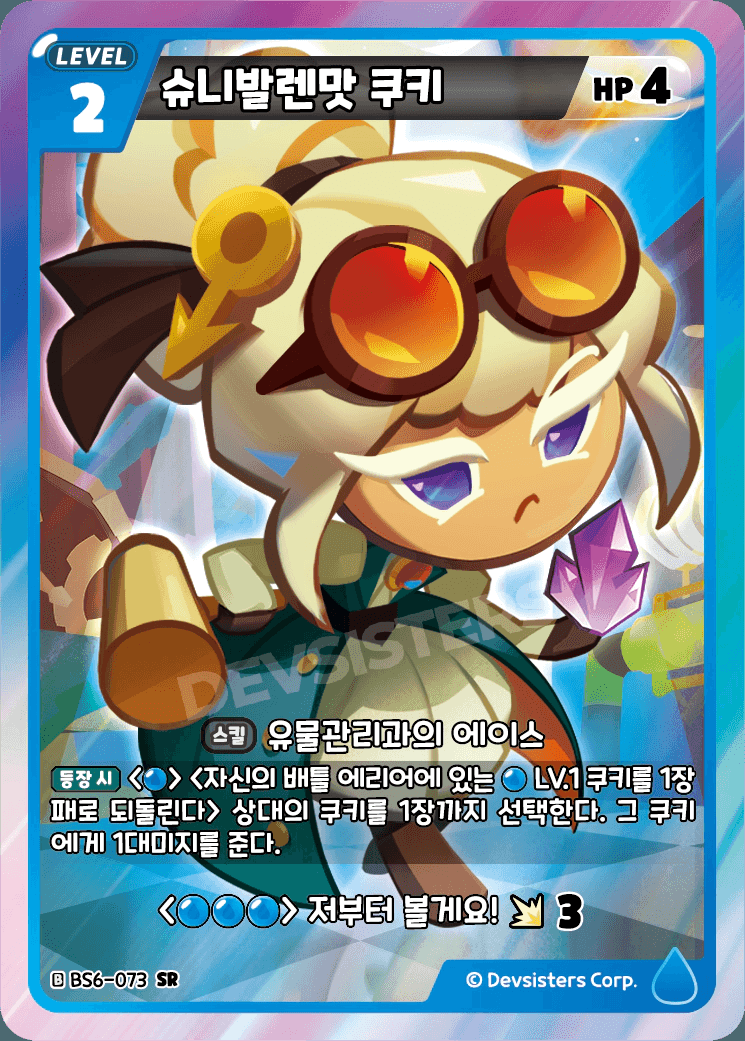 LEVEL
2
슈니발렌맛 쿠키
HP 4
DEVSISTERS
스킬 유물관리과의 에이스
등장 시 < > <자신의 배틀 에리어에 있는 LV.1 쿠키를 1장
패로 되돌린다> 상대의 쿠키를 1장까지 선택한다. 그 쿠키
에게 1대미지를 준다.
< > 저부터 볼게요! 3
B BS6-073 SR
© Devsisters Corp.